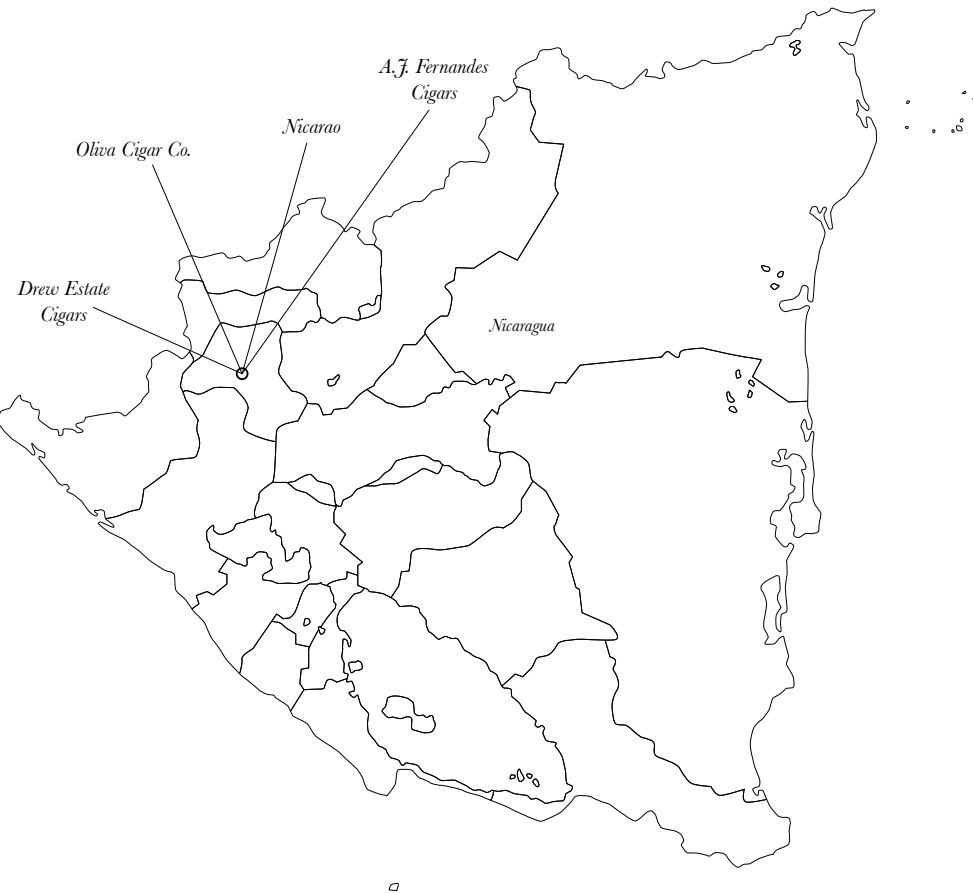 A.J. Fernandes
Cigars
Nicarao
Oliva Cigar Co.
Drew Estate
Cigars
Nicaragua